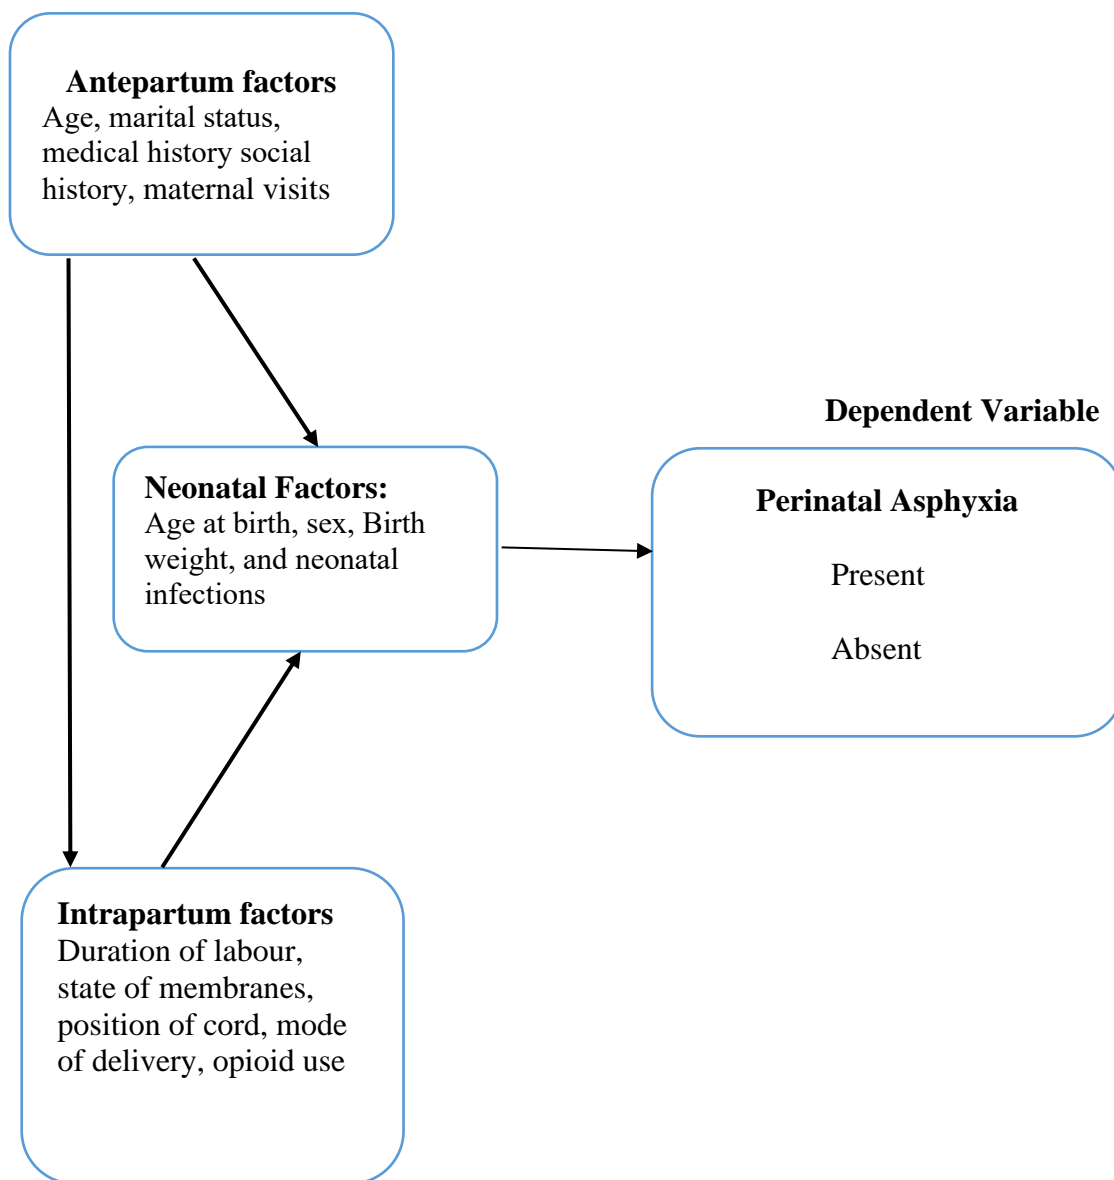 Antepartum factors
Age, marital status,
medical history social
history, maternal visits
Dependent Variable
Neonatal Factors:
Age at birth, sex, Birth
weight, and neonatal
infections
Perinatal Asphyxia
Present
Absent
Intrapartum factors
Duration of labour,
state of membranes,
position of cord, mode
of delivery, opioid use